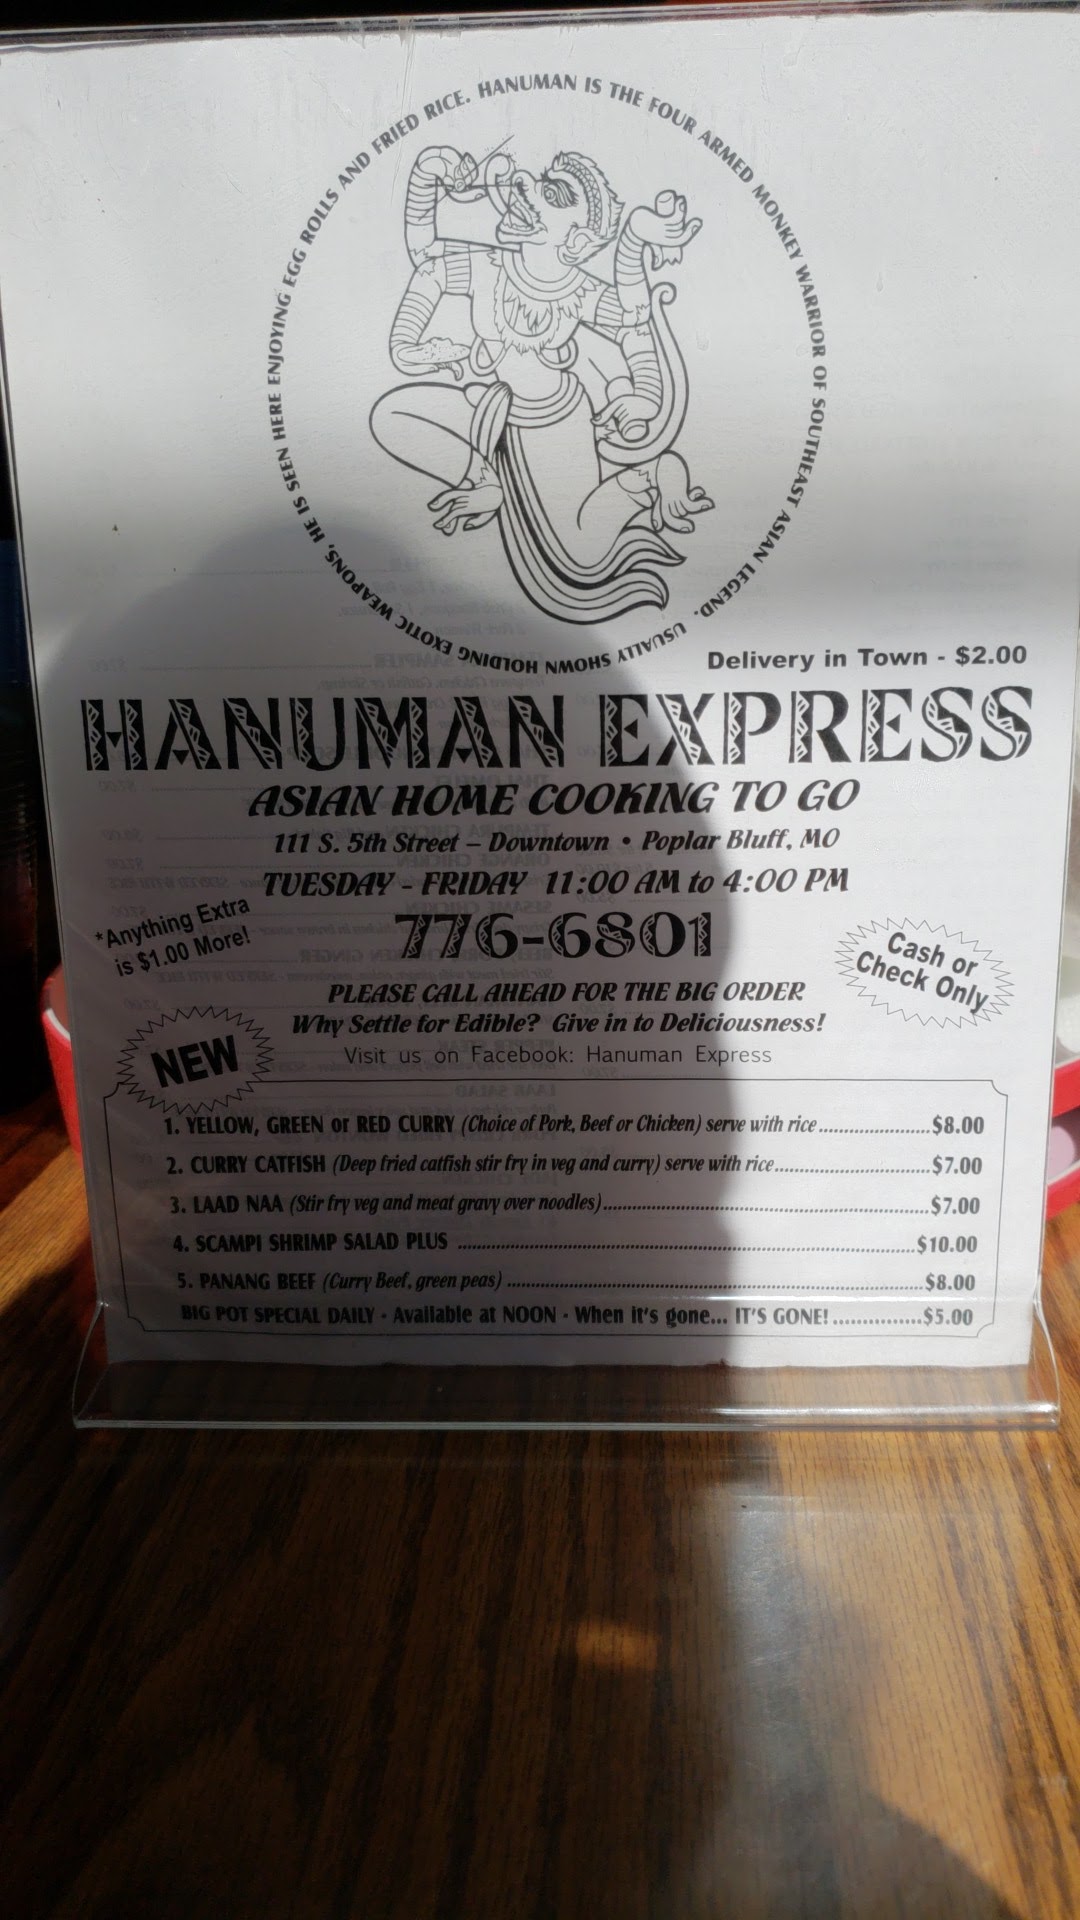 HANUMAN IS THE FOUR ARMED MONKEY WARRIOR OF SOUTHEAST ASIAN LEGEND. USUALLY SHOWN HOLDING EXOTIC WEAPONS, HE IS SEEN HERE ENJOYING EGG ROLLS AND FRIED RICE.
Delivery in Town - $2.00
HANUMAN EXPRESS
ASIAN HOME COOKING TO GO
111 S. 5th Street – Downtown • Poplar Bluff, MO
TUESDAY - FRIDAY 11:00 AM to 4:00 PM
*Anything Extra
is $1.00 More!
776-6801
Cash or
Check Only
PLEASE CALL AHEAD FOR THE BIG ORDER
Why Settle for Edible? Give in to Deliciousness!
Visit us on Facebook: Hanuman Express
NEW
1. YELLOW, GREEN or RED CURRY (Choice of Pork, Beef or Chicken) serve with rice........................$8.00
2. CURRY CATFISH (Deep fried catfish stir fry in veg and curry) serve with rice.................................$7.00
3. LAAD NAA (Stir fry veg and meat gravy over noodles)....................................................................$7.00
4. SCAMPI SHRIMP SALAD PLUS ...............................................................................................$10.00
5. PANANG BEEF (Curry Beef, green peas) .......................................................................................$8.00
BIG POT SPECIAL DAILY - Available at NOON - When it's gone... IT'S GONE!................$5.00